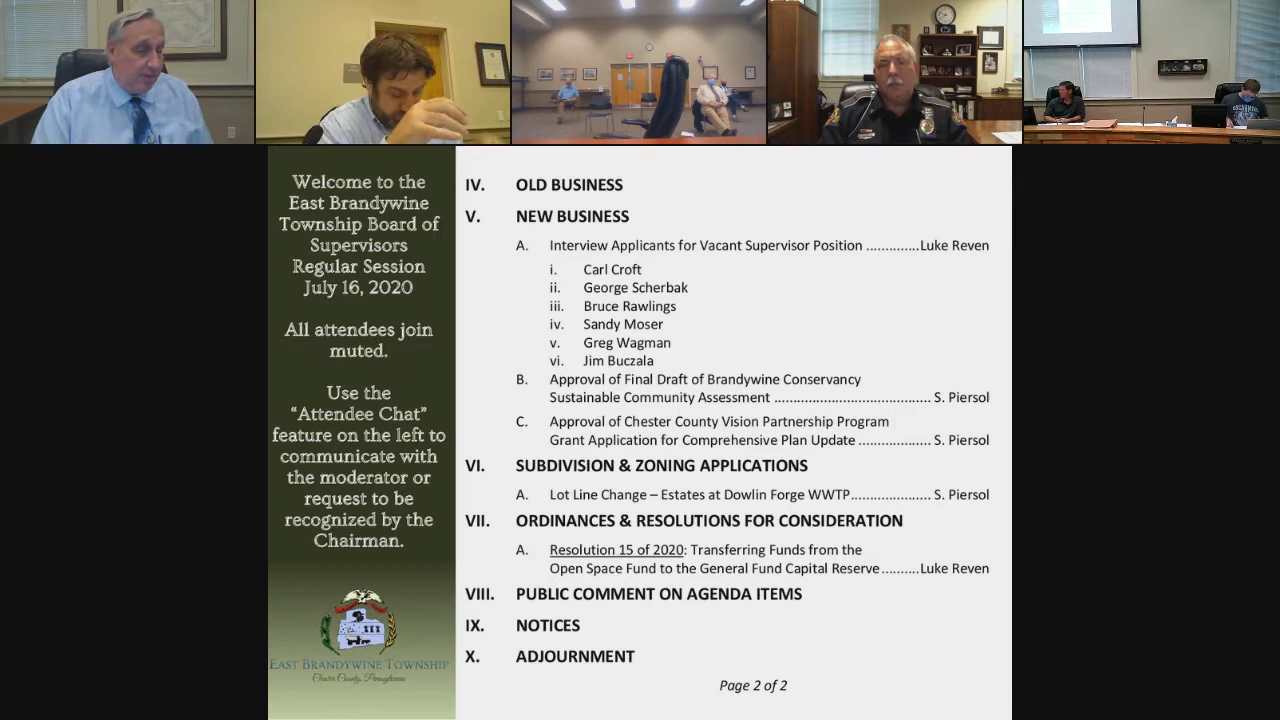 Welcome to the
East Brandywine
Township Board of
Supervisors
Regular Session
July 16, 2020
All attendees join
muted.
Use the
“Attendee Chat”
feature on the left to
communicate with
the moderator or
request to be
recognized by the
Chairman.
EAST BRANDYWINE TOWNSHIP
Chester County, Pennsylvania
IV. OLD BUSINESS
V. NEW BUSINESS
A. Interview Applicants for Vacant Supervisor Position ..............Luke Reven
i. Carl Croft
ii. George Scherbak
iii. Bruce Rawlings
iv. Sandy Moser
v. Greg Wagman
vi. Jim Buczala
B. Approval of Final Draft of Brandywine Conservancy
Sustainable Community Assessment ........................................ S. Piersol
C. Approval of Chester County Vision Partnership Program
Grant Application for Comprehensive Plan Update .................. S. Piersol
VI. SUBDIVISION & ZONING APPLICATIONS
A. Lot Line Change – Estates at Dowlin Forge WWTP..................... S. Piersol
VII. ORDINANCES & RESOLUTIONS FOR CONSIDERATION
A. Resolution 15 of 2020: Transferring Funds from the
Open Space Fund to the General Fund Capital Reserve..........Luke Reven
VIII. PUBLIC COMMENT ON AGENDA ITEMS
IX. NOTICES
X. ADJOURNMENT
Page 2 of 2